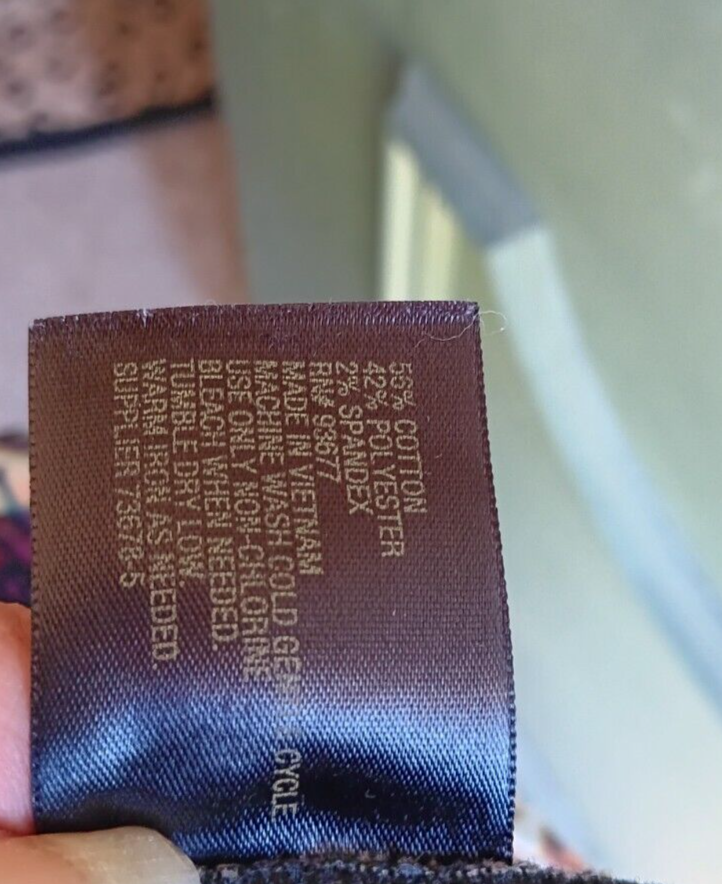 56% COTTON
42% POLYESTER
2% SPANDEX
RN# 93677
MADE IN VIETNAM
MACHINE WASH COLD CYCLE
USE ONLY NON-CHLORINE
BLEACH WHEN NEEDED.
TUMBLE DRY LOW.
WARM IRON AS NEEDED.
SUPPLIER 73678-5